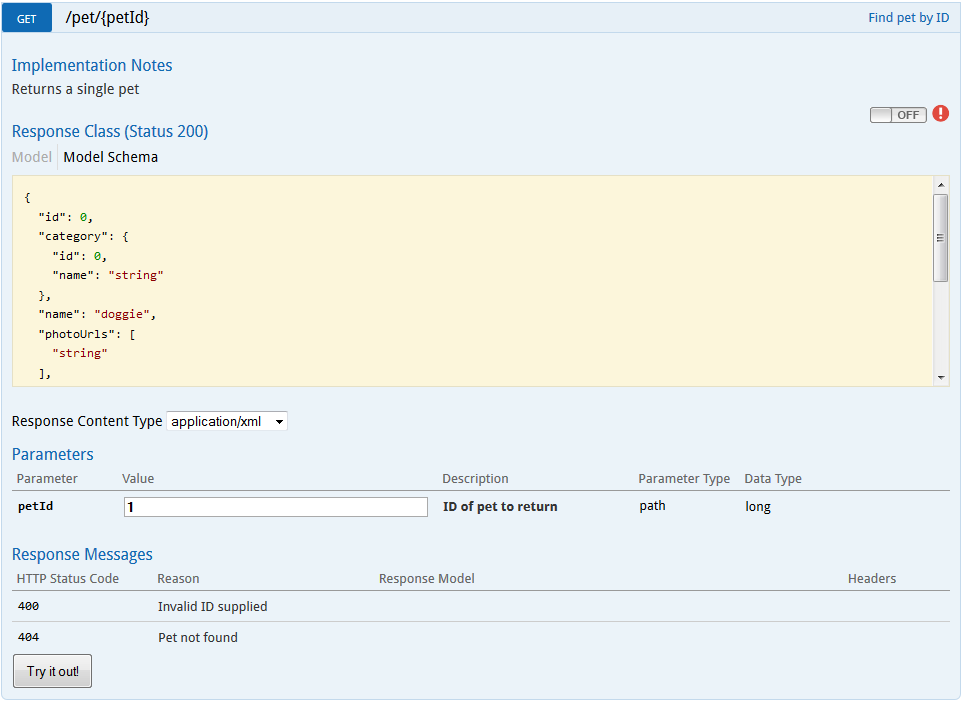 GET /pet/{petId} Find pet by ID
Implementation Notes
Returns a single pet
OFF !
Response Class (Status 200)
Model Model Schema
{
"id": 0,
"category": {
"id": 0,
"name": "string"
},
"name": "doggie",
"photoUrls": [
"string"
],
Response Content Type application/xml
Parameters
Parameter Value Description Parameter Type Data Type
petId 1 ID of pet to return path long
Response Messages
HTTP Status Code Reason Response Model Headers
400 Invalid ID supplied
404 Pet not found
Try it out!